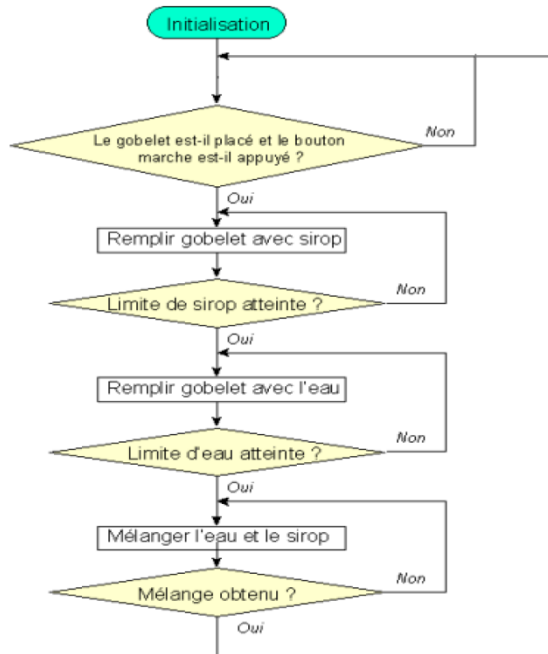 Initialisation
Le gobelet est-il placé et le bouton
marche est-il appuyé ?
Non
Oui
Remplir gobelet avec sirop
Limite de sirop atteinte ?
Non
Oui
Remplir gobelet avec l'eau
Limite d'eau atteinte ?
Non
Oui
Mélanger l'eau et le sirop
Mélange obtenu ?
Non
Oui